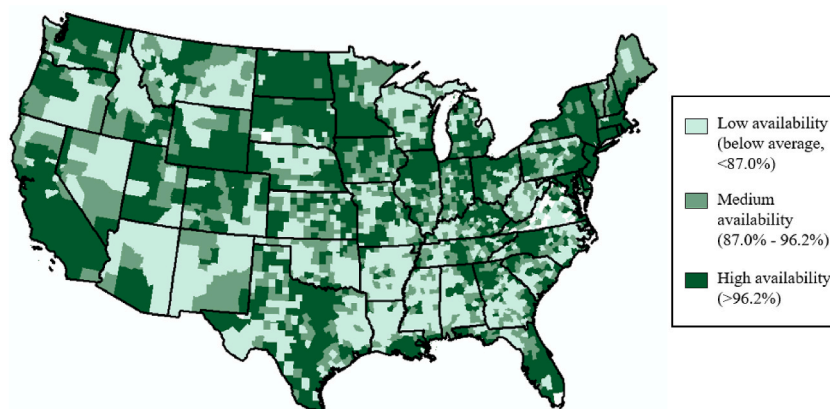 Low availability
(below average,
<87.0%)
Medium
availability
(87.0% - 96.2%)
High availability
(>96.2%)